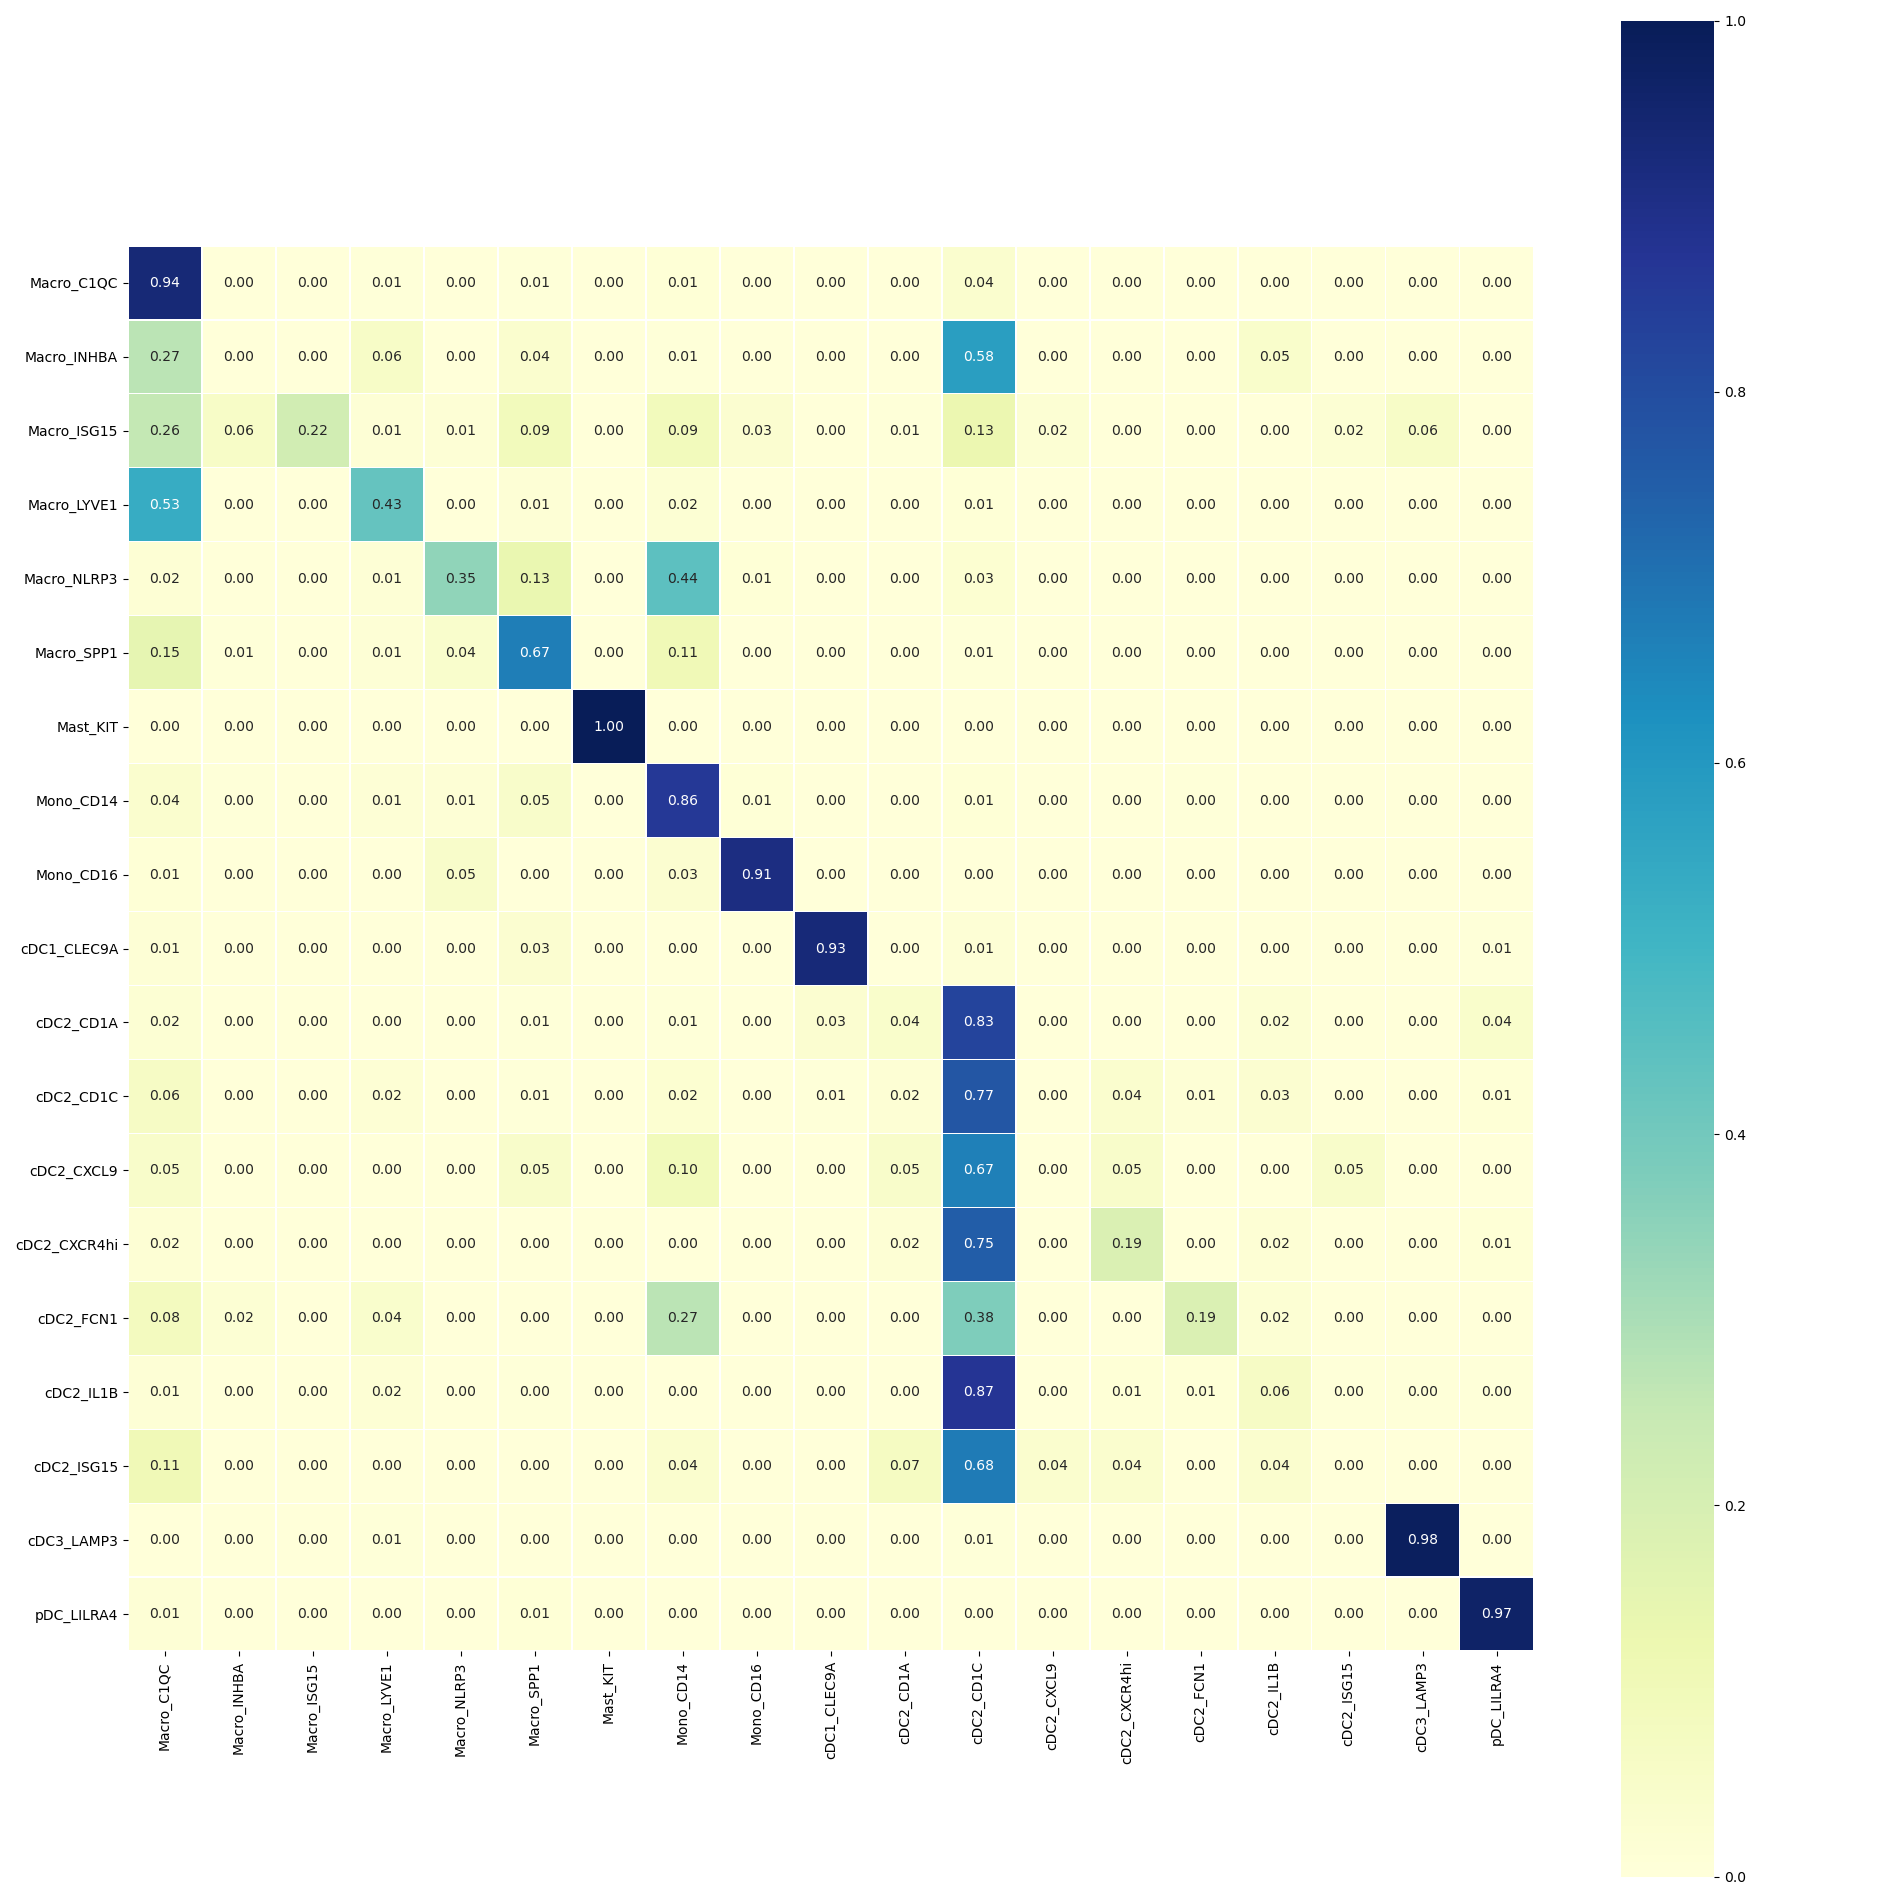 1.0
0.8
0.6
0.4
0.2
0.0
Macro_C1QC 0.94 0.00 0.00 0.01 0.00 0.01 0.00 0.01 0.00 0.00 0.00 0.04 0.00 0.00 0.00 0.00 0.00 0.00 0.00
Macro_INHBA 0.27 0.00 0.00 0.06 0.00 0.04 0.00 0.01 0.00 0.00 0.00 0.58 0.00 0.00 0.00 0.05 0.00 0.00 0.00
Macro_ISG15 0.26 0.06 0.22 0.01 0.01 0.09 0.00 0.09 0.03 0.00 0.01 0.13 0.02 0.00 0.00 0.00 0.02 0.06 0.00
Macro_LYVE1 0.53 0.00 0.00 0.43 0.00 0.01 0.00 0.02 0.00 0.00 0.00 0.01 0.00 0.00 0.00 0.00 0.00 0.00 0.00
Macro_NLRP3 0.02 0.00 0.00 0.01 0.35 0.13 0.00 0.44 0.01 0.00 0.00 0.03 0.00 0.00 0.00 0.00 0.00 0.00 0.00
Macro_SPP1 0.15 0.01 0.00 0.01 0.04 0.67 0.00 0.11 0.00 0.00 0.00 0.01 0.00 0.00 0.00 0.00 0.00 0.00 0.00
Mast_KIT 0.00 0.00 0.00 0.00 0.00 0.00 1.00 0.00 0.00 0.00 0.00 0.00 0.00 0.00 0.00 0.00 0.00 0.00 0.00
Mono_CD14 0.04 0.00 0.00 0.01 0.01 0.05 0.00 0.86 0.01 0.00 0.00 0.01 0.00 0.00 0.00 0.00 0.00 0.00 0.00
Mono_CD16 0.01 0.00 0.00 0.00 0.05 0.00 0.00 0.03 0.91 0.00 0.00 0.00 0.00 0.00 0.00 0.00 0.00 0.00 0.00
cDC1_CLEC9A 0.01 0.00 0.00 0.00 0.00 0.03 0.00 0.00 0.00 0.93 0.00 0.01 0.00 0.00 0.00 0.00 0.00 0.00 0.01
cDC2_CD1A 0.02 0.00 0.00 0.00 0.00 0.01 0.00 0.01 0.00 0.03 0.04 0.83 0.00 0.00 0.00 0.02 0.00 0.00 0.04
cDC2_CD1C 0.06 0.00 0.00 0.02 0.00 0.01 0.00 0.02 0.00 0.01 0.02 0.77 0.00 0.04 0.01 0.03 0.00 0.00 0.01
cDC2_CXCL9 0.05 0.00 0.00 0.00 0.00 0.05 0.00 0.10 0.00 0.00 0.05 0.67 0.00 0.05 0.00 0.00 0.05 0.00 0.00
cDC2_CXCR4hi 0.02 0.00 0.00 0.00 0.00 0.00 0.00 0.00 0.00 0.00 0.02 0.75 0.00 0.19 0.00 0.02 0.00 0.00 0.01
cDC2_FCN1 0.08 0.02 0.00 0.04 0.00 0.00 0.00 0.27 0.00 0.00 0.00 0.38 0.00 0.00 0.19 0.02 0.00 0.00 0.00
cDC2_IL1B 0.01 0.00 0.00 0.02 0.00 0.00 0.00 0.00 0.00 0.00 0.00 0.87 0.00 0.01 0.01 0.06 0.00 0.00 0.00
cDC2_ISG15 0.11 0.00 0.00 0.00 0.00 0.00 0.00 0.04 0.00 0.00 0.07 0.68 0.04 0.04 0.00 0.04 0.00 0.00 0.00
cDC3_LAMP3 0.00 0.00 0.00 0.01 0.00 0.00 0.00 0.00 0.00 0.00 0.00 0.01 0.00 0.00 0.00 0.00 0.00 0.98 0.00
pDC_LILRA4 0.01 0.00 0.00 0.00 0.00 0.01 0.00 0.00 0.00 0.00 0.00 0.00 0.00 0.00 0.00 0.00 0.00 0.00 0.97
Macro_C1QC
Macro_INHBA
Macro_ISG15
Macro_LYVE1
Macro_NLRP3
Macro_SPP1
Mast_KIT
Mono_CD14
Mono_CD16
cDC1_CLEC9A
cDC2_CD1A
cDC2_CD1C
cDC2_CXCL9
cDC2_CXCR4hi
cDC2_FCN1
cDC2_IL1B
cDC2_ISG15
cDC3_LAMP3
pDC_LILRA4